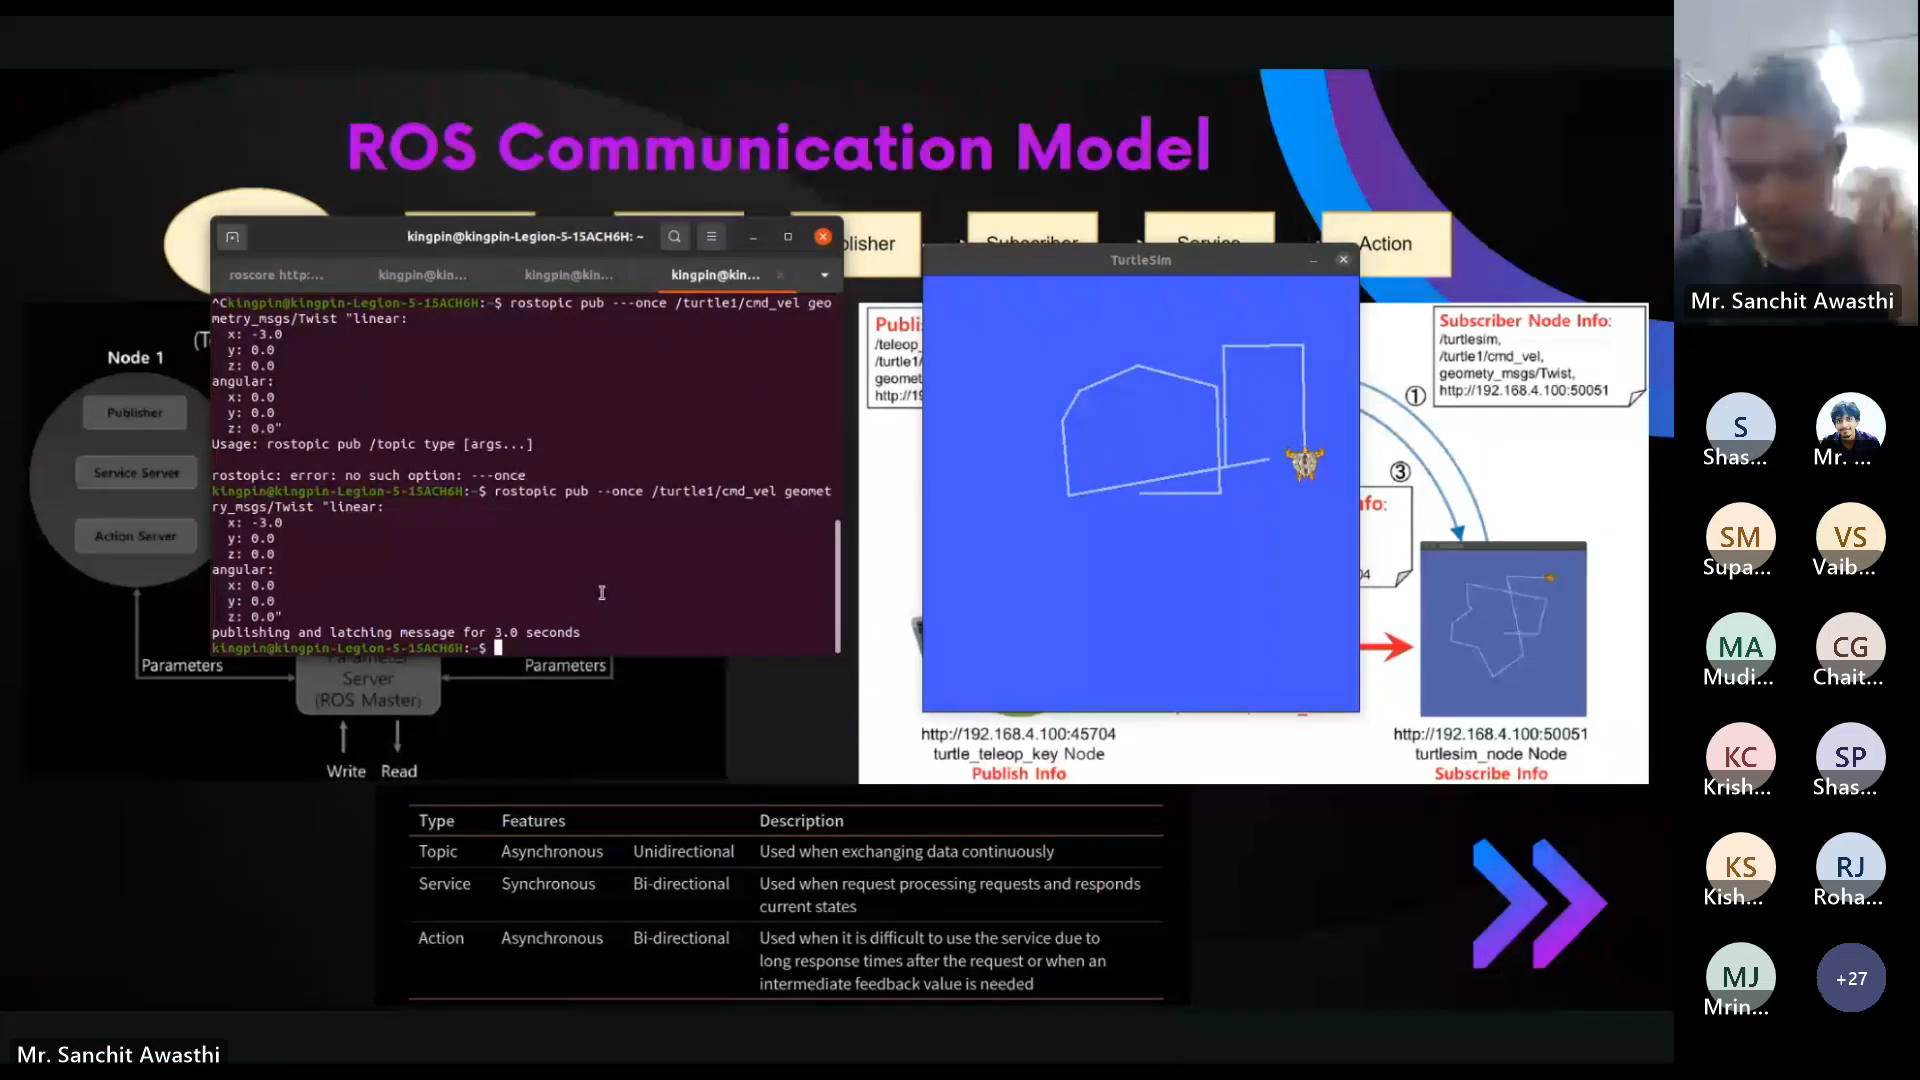 ROS Communication Model
Mr. Sanchit Awasthi
kingpin@kingpin-Legion-5-15ACH6H: ~
roscore http:...
kingpin@kin...
kingpin@kin...
kingpin@kin...
^Ckingpin@kingpin-Legion-5-15ACH6H:~$ rostopic pub ---once /turtle1/cmd_vel geo
metry_msgs/Twist "linear:
x: -3.0
y: 0.0
z: 0.0
angular:
x: 0.0
y: 0.0
z: 0.0"
Usage: rostopic pub /topic type [args...]
rostopic: error: no such option: ---once
kingpin@kingpin-Legion-5-15ACH6H:~$ rostopic pub --once /turtle1/cmd_vel geomet
ry_msgs/Twist "linear:
x: -3.0
y: 0.0
z: 0.0
angular:
x: 0.0
y: 0.0
z: 0.0"
publishing and latching message for 3.0 seconds
kingpin@kingpin-Legion-5-15ACH6H:~$
Subscriber
Service
Action
TurtleSim
Node 1
Publisher
Service Server
Action Server
Parameters
Parameter
Server
(ROS Master)
Parameters
Write
Read
/turtle1/
Subscriber Node Info:
/turtlesim,
/turtle1/cmd_vel,
geomety_msgs/Twist,
http://192.168.4.100:50051
①
③
http://192.168.4.100:45704
turtle_teleop_key Node
Publish Info
http://192.168.4.100:50051
turtlesim_node Node
Subscribe Info
Type Features Description
Topic Asynchronous Unidirectional Used when exchanging data continuously
Service Synchronous Bi-directional Used when request processing requests and responds
current states
Action Asynchronous Bi-directional Used when it is difficult to use the service due to
long response times after the request or when an
intermediate feedback value is needed
S
Shas...
Mr. ...
SM
Supa...
VS
Vaib...
MA
Mudi...
CG
Chait...
KC
Krish...
SP
Shas...
KS
Kish...
RJ
Roha...
MJ
Mrin...
+27
Mr. Sanchit Awasthi